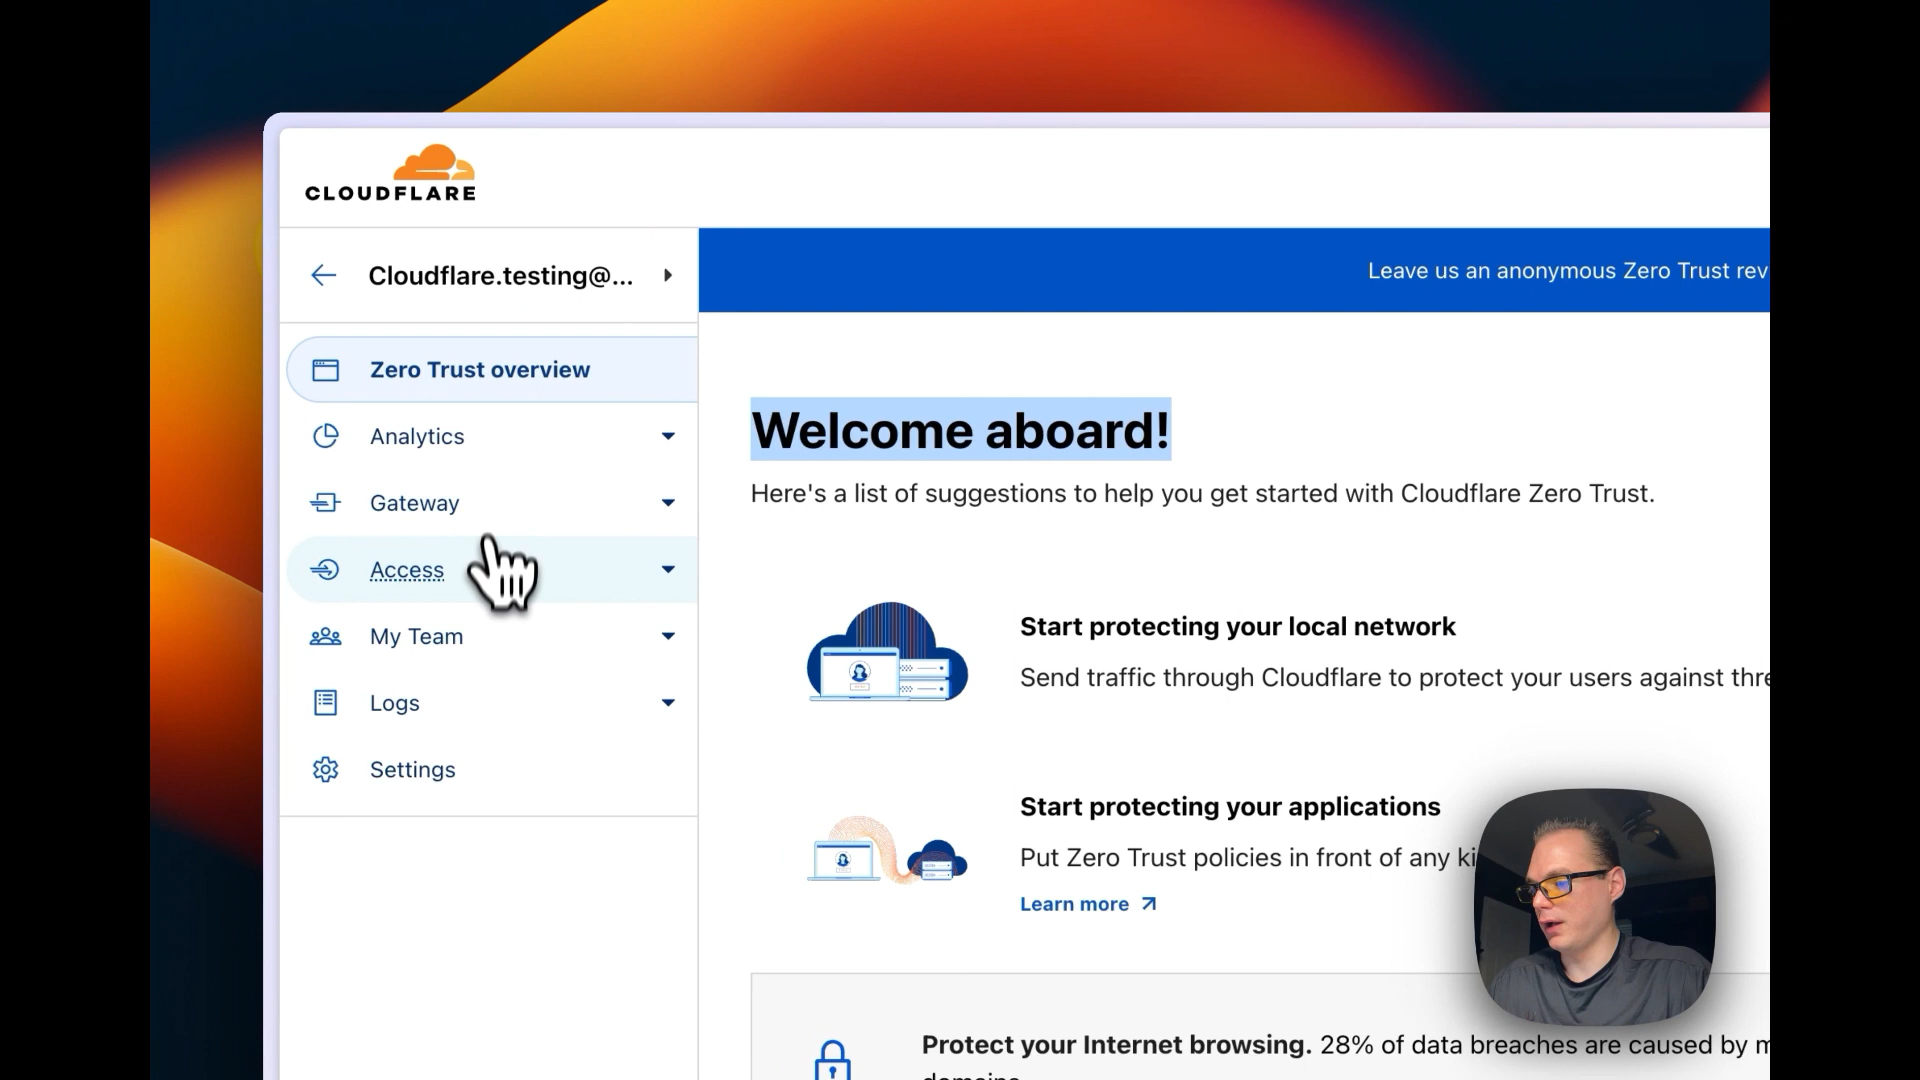 CLOUDFLARE
Cloudflare.testing@...
Leave us an anonymous Zero Trust rev
Zero Trust overview
Analytics
Gateway
Access
My Team
Logs
Settings
Welcome aboard!
Here's a list of suggestions to help you get started with Cloudflare Zero Trust.
Start protecting your local network
Send traffic through Cloudflare to protect your users against thre
Start protecting your applications
Put Zero Trust policies in front of any ki
Learn more
Protect your Internet browsing. 28% of data breaches are caused by m